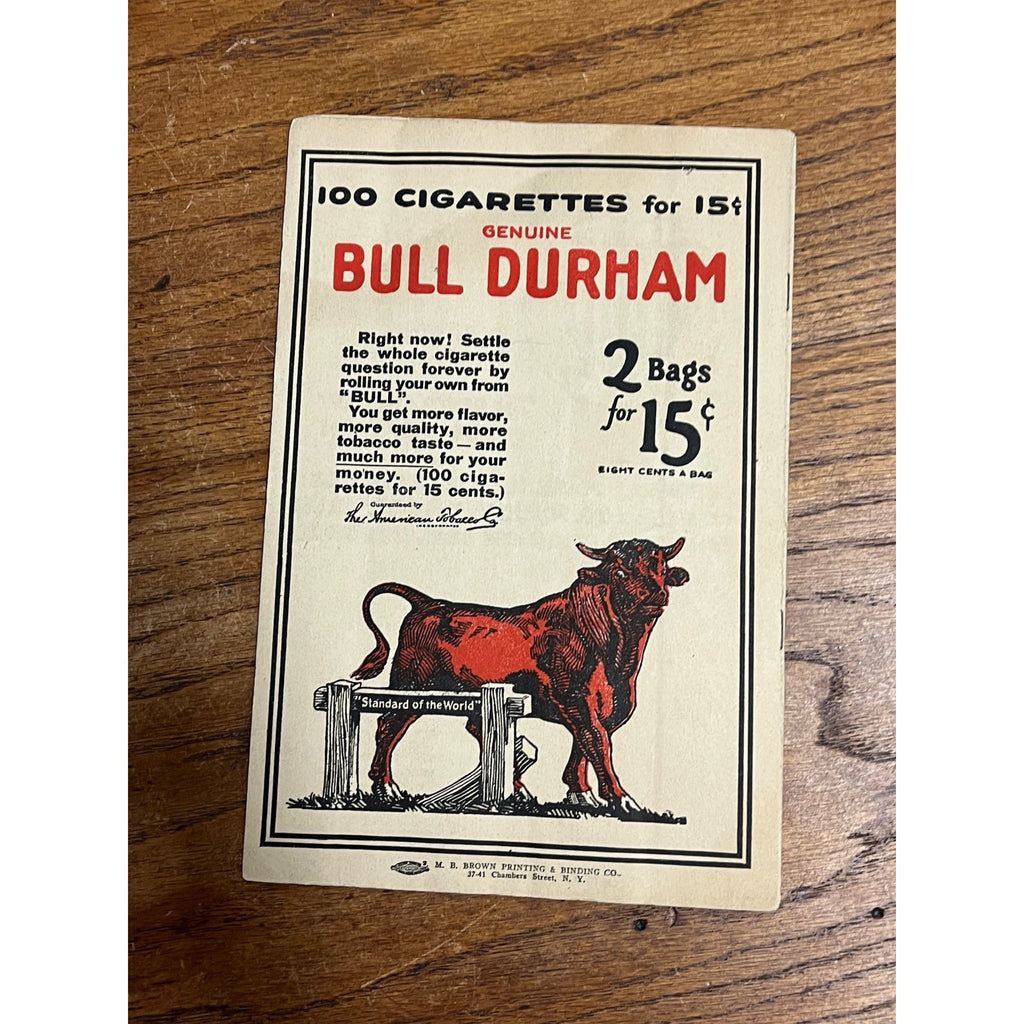 100 CIGARETTES for 15¢
GENUINE
BULL DURHAM
Right now! Settle
the whole cigarette
question forever by
rolling your own from
"BULL".
You get more flavor,
more quality, more
tobacco taste — and
much more for your
money. (100 ciga-
rettes for 15 cents.)
Guaranteed by
The American Tobacco Co
INCORPORATED
2 Bags
for 15¢
EIGHT CENTS A BAG
"Standard of the World"
M. B. BROWN PRINTING & BINDING CO.,
37-41 Chambers Street, N. Y.